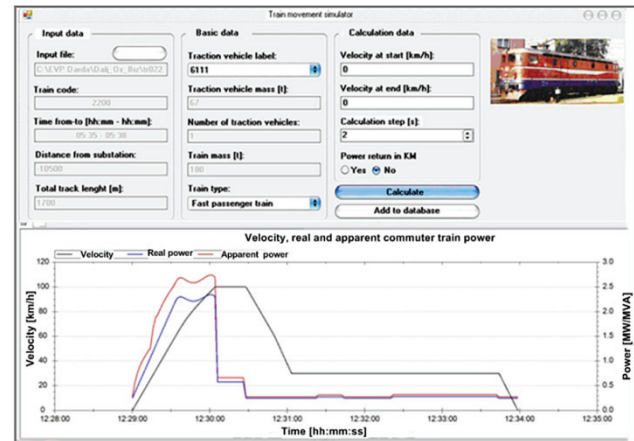 Train movement simulator
Input data
Input file:
Train code:
2200
Time from-to [hh:mm - hh:mm]:
05:35 - 05:38
Distance from substation:
-10500
Total track lenght [m]
1700
Basic data
Traction vehicle label:
6111
Traction vehicle mass [t]
67
Number of traction vehicles:
1
Train mass [t]:
100
Train type:
Fast passenger train
Calculation data
Velocity at start [km/h]:
0
Velocity at end [km/h]:
0
Calculation step [s]:
2
Power return in KM
Yes No
Calculate
Add to database
Velocity, real and apparent commuter train power
Velocity Real power Apparent power
Velocity [km/h]
120
100
80
60
40
20
0
Power [MW/MVA]
3.0
2.5
2.0
1.5
1.0
0.5
0.0
12:28:00 12:29:00 12:30:00 12:31:00 12:32:00 12:33:00 12:34:00 12:35:00
Time [hh:mm:ss]